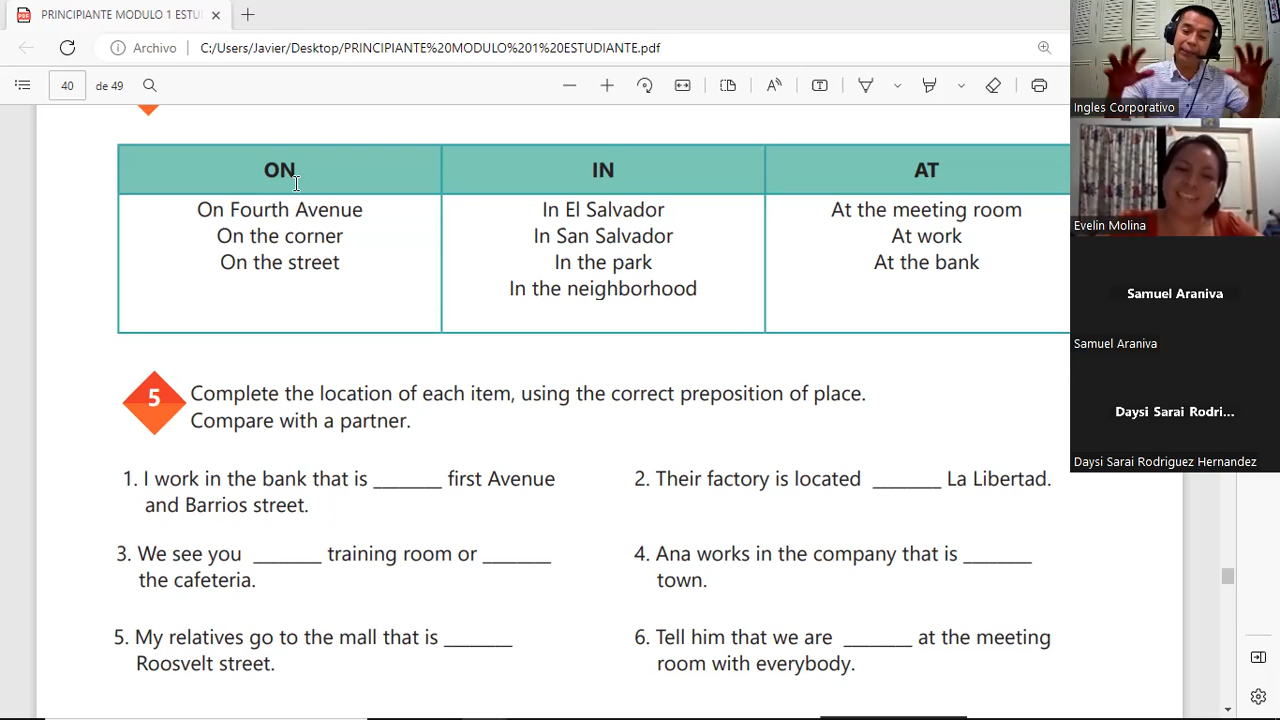 PRINCIPIANTE MODULO 1 ESTU
Archivo
C:/Users/Javier/Desktop/PRINCIPIANTE%20MODULO%201%20ESTUDIANTE.pdf
40
de 49
ON
IN
AT
On Fourth Avenue
On the corner
On the street
In El Salvador
In San Salvador
In the park
In the neighborhood
At the meeting room
At work
At the bank
5
Complete the location of each item, using the correct preposition of place.
Compare with a partner.
1. I work in the bank that is _______ first Avenue
and Barrios street.
2. Their factory is located _______ La Libertad.
3. We see you _______ training room or _______
the cafeteria.
4. Ana works in the company that is _______
town.
5. My relatives go to the mall that is _______
Roosvelt street.
6. Tell him that we are _______ at the meeting
room with everybody.
Ingles Corporativo
Evelin Molina
Samuel Araniva
Samuel Araniva
Daysi Sarai Rodri...
Daysi Sarai Rodriguez Hernandez